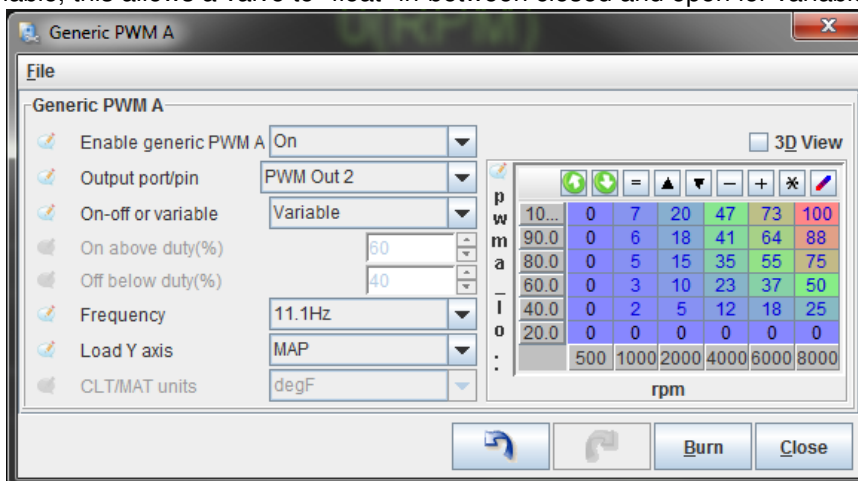 Generic PWM A
File
Generic PWM A
Enable generic PWM A On
3D View
Output port/pin PWM Out 2
On-off or variable Variable
On above duty(%) 60
Off below duty(%) 40
Frequency 11.1Hz
Load Y axis MAP
CLT/MAT units degF
pwma_lo:
= - + *
10... 0 7 20 47 73 100
90.0 0 6 18 41 64 88
80.0 0 5 15 35 55 75
60.0 0 3 10 23 37 50
40.0 0 2 5 12 18 25
20.0 0 0 0 0 0 0
500 1000 2000 4000 6000 8000
rpm
Burn Close